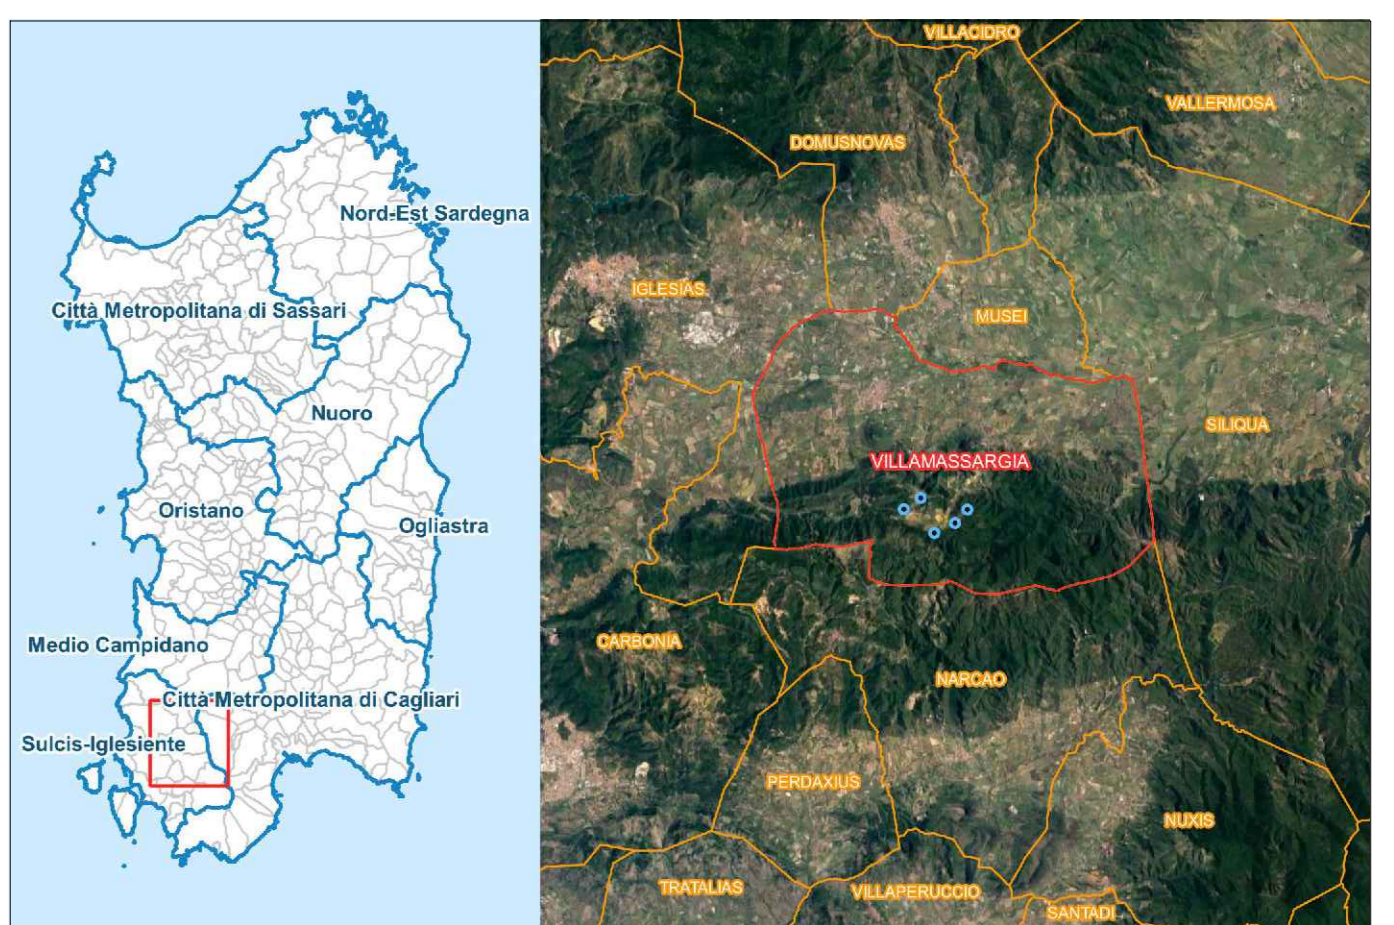 Nord-Est Sardegna
Città Metropolitana di Sassari
Nuoro
Oristano
Ogliastra
Medio Campidano
Città Metropolitana di Cagliari
Sulcis-Iglesiente
VILLACIDRO
VALLERMOSA
DOMUSNOVAS
IGLESIAS
MUSEI
SILIQUA
VILLAMASSARGIA
CARBONIA
NARCAO
PERDAXIUS
NUXIS
TRATALIAS
VILLAPERUCCIO
SANTADI